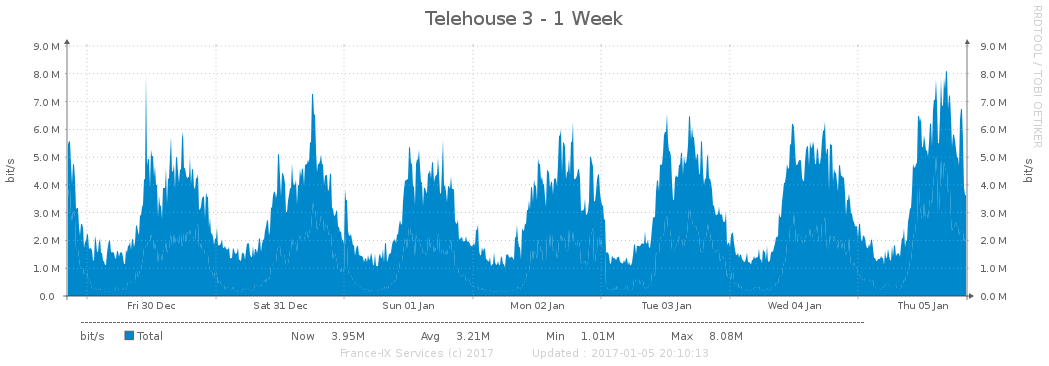 Telehouse 3 - 1 Week
RRDTOOL / TOBI OETIKER
bit/s
bit/s
9.0 M 9.0 M
8.0 M 8.0 M
7.0 M 7.0 M
6.0 M 6.0 M
5.0 M 5.0 M
4.0 M 4.0 M
3.0 M 3.0 M
2.0 M 2.0 M
1.0 M 1.0 M
0.0 0.0 M
Fri 30 Dec Sat 31 Dec Sun 01 Jan Mon 02 Jan Tue 03 Jan Wed 04 Jan Thu 05 Jan
bit/s Total Now 3.95M Avg 3.21M Min 1.01M Max 8.08M
France-IX Services (c) 2017 Updated : 2017-01-05 20:10:13